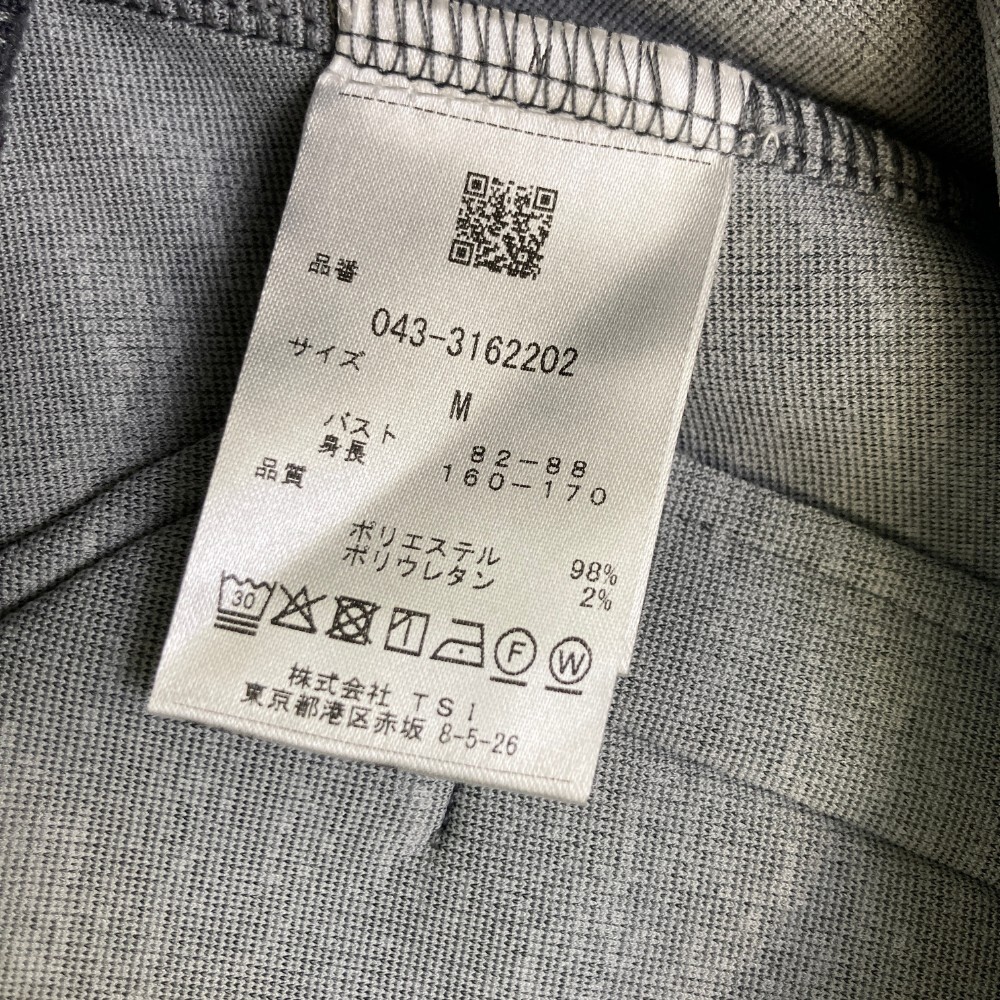 品番
043-3162202
サイズ
M
バスト 82-88
身長 160-170
品質
ポリエステル 98%
ポリウレタン 2%
30 F W
株式会社 TSI
東京都港区赤坂 8-5-26